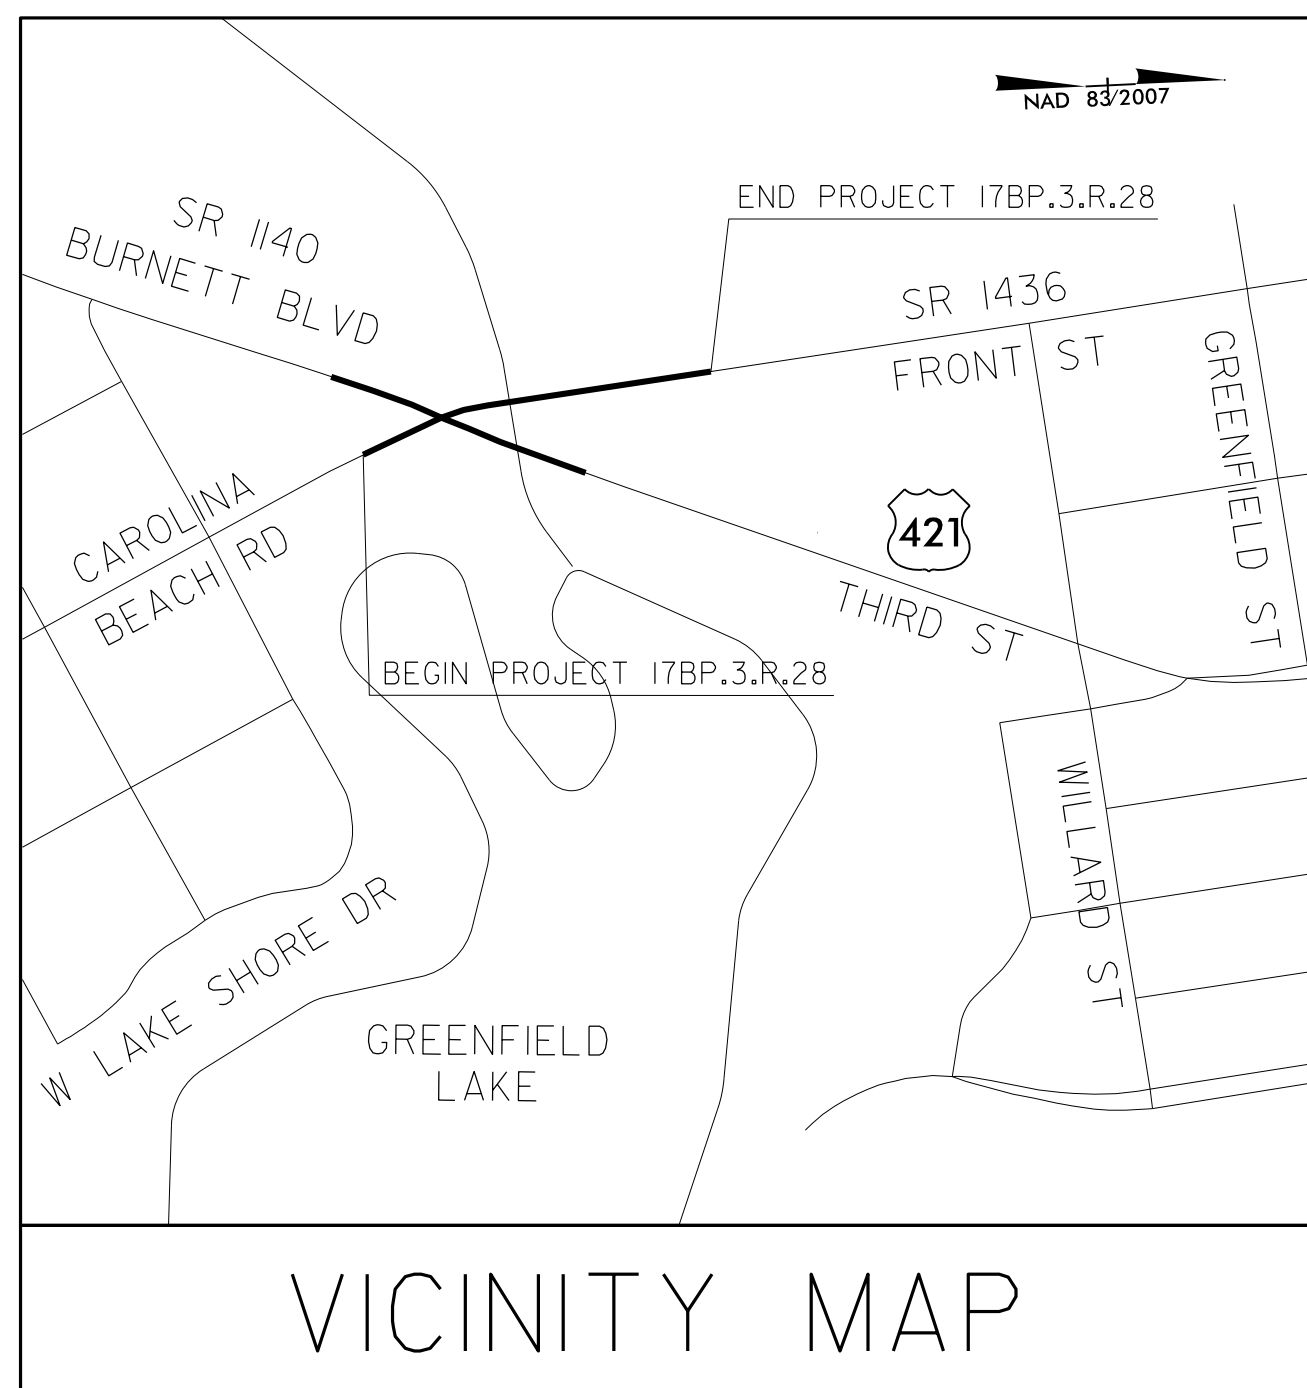 NAD 83/2007
END PROJECT 17BP.3.R.28
SR 1140
BURNETT BLVD
SR 1436
FRONT ST
GREENFIELD ST
CAROLINA
BEACH RD
421
THIRD ST
BEGIN PROJECT 17BP.3.R.28
WILLARD ST
W LAKE SHORE DR
GREENFIELD
LAKE
VICINITY MAP